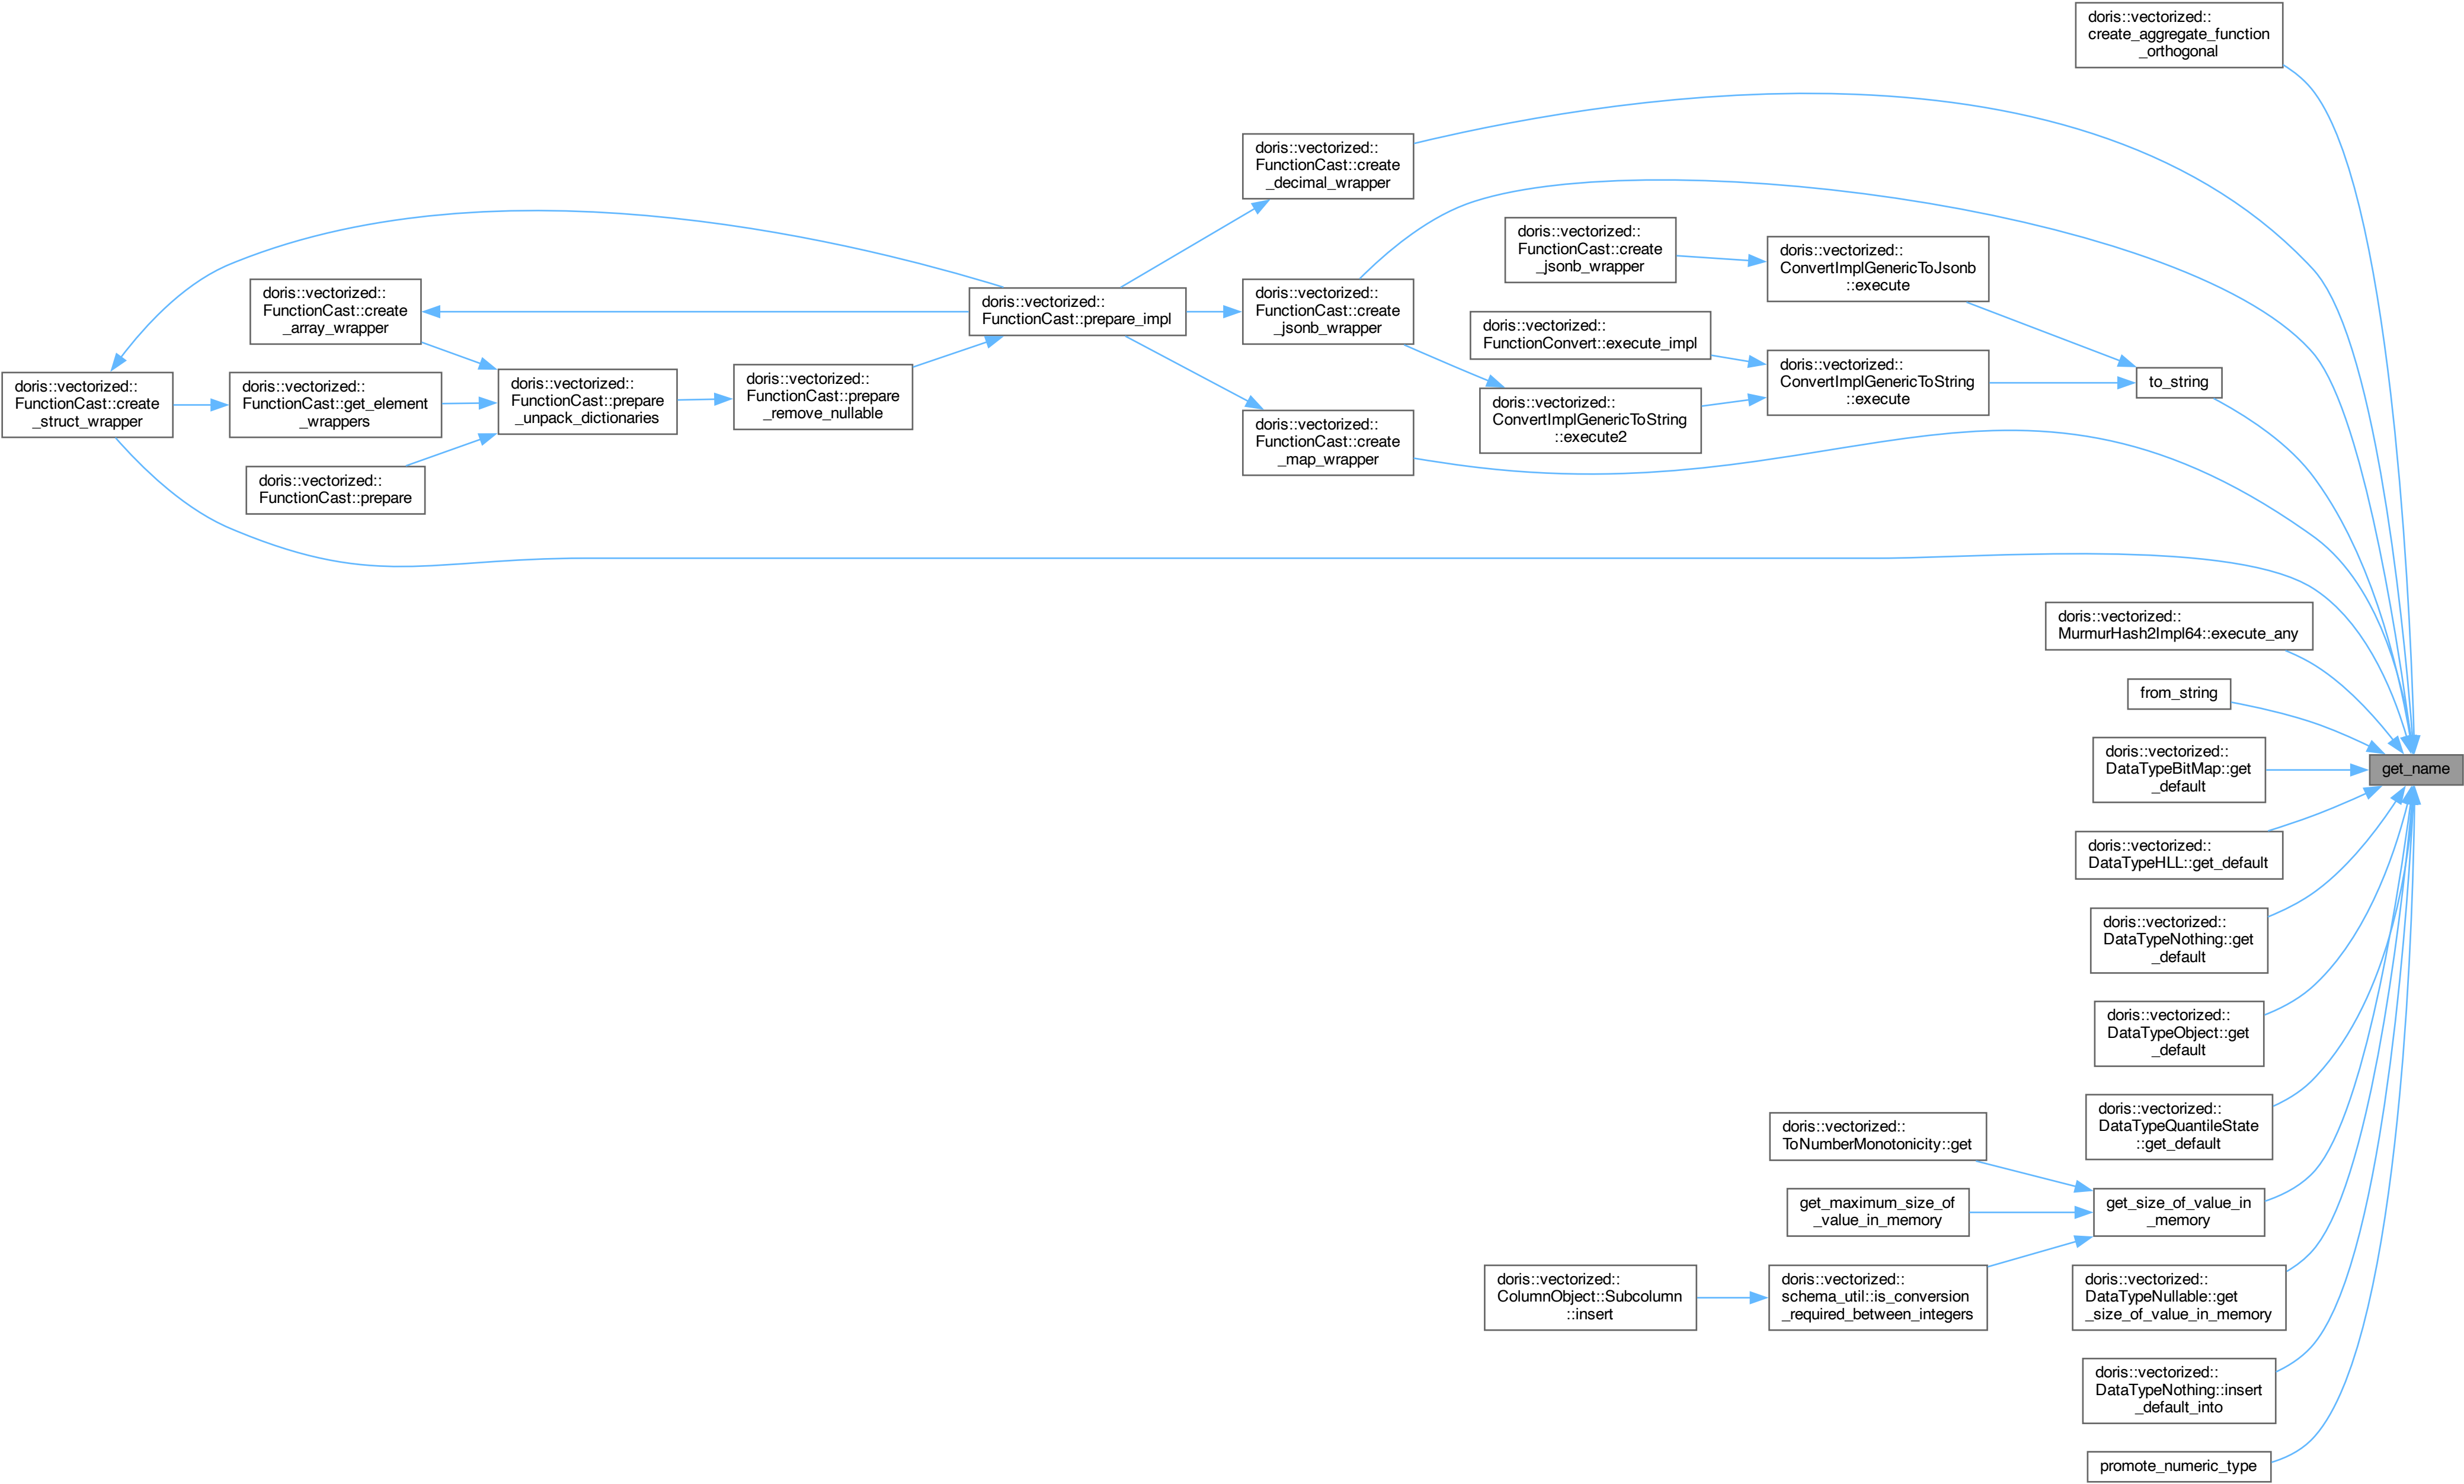 doris::vectorized::
create_aggregate_function
_orthogonal
doris::vectorized::
FunctionCast::create
_decimal_wrapper
doris::vectorized::
FunctionCast::create
_jsonb_wrapper
doris::vectorized::
ConvertImplGenericToJsonb
::execute
doris::vectorized::
FunctionCast::create
_array_wrapper
doris::vectorized::
FunctionCast::prepare_impl
doris::vectorized::
FunctionCast::create
_jsonb_wrapper
doris::vectorized::
FunctionConvert::execute_impl
doris::vectorized::
ConvertImplGenericToString
::execute
to_string
doris::vectorized::
FunctionCast::create
_struct_wrapper
doris::vectorized::
FunctionCast::get_element
_wrappers
doris::vectorized::
FunctionCast::prepare
_unpack_dictionaries
doris::vectorized::
FunctionCast::prepare
_remove_nullable
doris::vectorized::
ConvertImplGenericToString
::execute2
doris::vectorized::
FunctionCast::create
_map_wrapper
doris::vectorized::
FunctionCast::prepare
doris::vectorized::
MurmurHash2Impl64::execute_any
from_string
doris::vectorized::
DataTypeBitMap::get
_default
get_name
doris::vectorized::
DataTypeHLL::get_default
doris::vectorized::
DataTypeNothing::get
_default
doris::vectorized::
DataTypeObject::get
_default
doris::vectorized::
DataTypeQuantileState
::get_default
doris::vectorized::
ToNumberMonotonicity::get
get_maximum_size_of
_value_in_memory
get_size_of_value_in
_memory
doris::vectorized::
ColumnObject::Subcolumn
::insert
doris::vectorized::
schema_util::is_conversion
_required_between_integers
doris::vectorized::
DataTypeNullable::get
_size_of_value_in_memory
doris::vectorized::
DataTypeNothing::insert
_default_into
promote_numeric_type